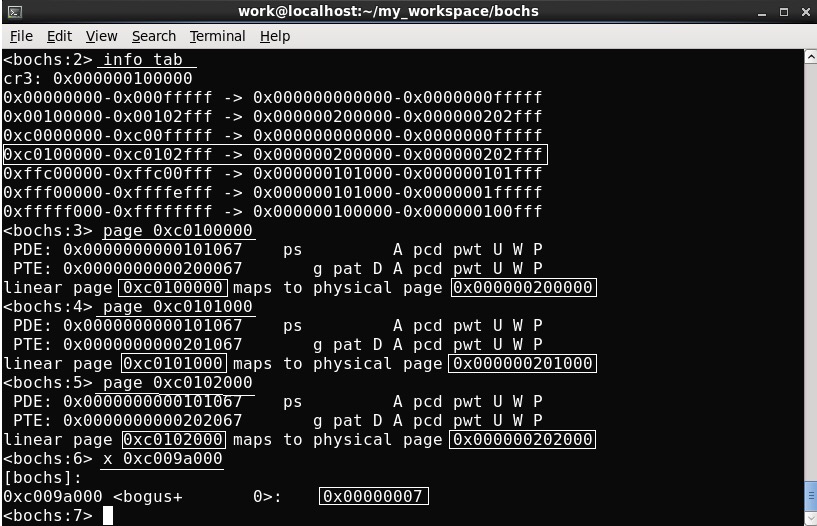 work@localhost:~/my_workspace/bochs
File Edit View Search Terminal Help
<bochs:2> info tab
cr3: 0x000000100000
0x00000000-0x000fffff -> 0x000000000000-0x0000000fffff
0x00100000-0x00102fff -> 0x000000200000-0x000000202fff
0xc0000000-0xc00fffff -> 0x000000000000-0x0000000fffff
0xc0100000-0xc0102fff -> 0x000000200000-0x000000202fff
0xffc00000-0xffc00fff -> 0x000000101000-0x000000101fff
0xfff00000-0xffffefff -> 0x000000101000-0x0000001fffff
0xfffff000-0xffffffff -> 0x000000100000-0x000000100fff
<bochs:3> page 0xc0100000
PDE: 0x0000000000101067 ps A pcd pwt U W P
PTE: 0x0000000000200067 g pat D A pcd pwt U W P
linear page 0xc0100000 maps to physical page 0x000000200000
<bochs:4> page 0xc0101000
PDE: 0x0000000000101067 ps A pcd pwt U W P
PTE: 0x0000000000201067 g pat D A pcd pwt U W P
linear page 0xc0101000 maps to physical page 0x000000201000
<bochs:5> page 0xc0102000
PDE: 0x0000000000101067 ps A pcd pwt U W P
PTE: 0x0000000000202067 g pat D A pcd pwt U W P
linear page 0xc0102000 maps to physical page 0x000000202000
<bochs:6> x 0xc009a000
[bochs]:
0xc009a000 <bogus+ 0>: 0x00000007
<bochs:7>